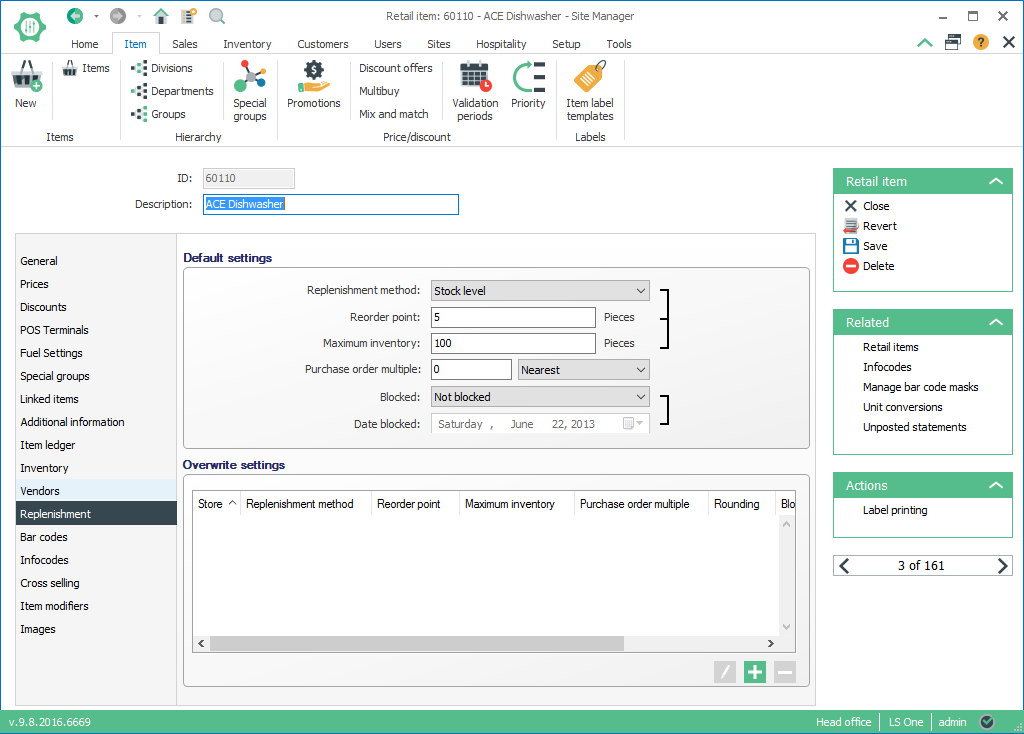 Retail item: 60110 - ACE Dishwasher - Site Manager
Home Item Sales Inventory Customers Users Sites Hospitality Setup Tools
New
Items
Items
Divisions
Departments
Groups
Special groups
Hierarchy
Promotions
Discount offers
Multibuy
Mix and match
Validation periods
Priority
Price/discount
Item label templates
Labels
ID: 60110
Description: ACE Dishwasher
General
Prices
Discounts
POS Terminals
Fuel Settings
Special groups
Linked items
Additional information
Item ledger
Inventory
Vendors
Replenishment
Bar codes
Infocodes
Cross selling
Item modifiers
Images
Default settings
Replenishment method: Stock level
Reorder point: 5 Pieces
Maximum inventory: 100 Pieces
Purchase order multiple: 0 Nearest
Blocked: Not blocked
Date blocked: Saturday , June 22, 2013
Overwrite settings
Store Replenishment method Reorder point Maximum inventory Purchase order multiple Rounding Blo
Retail item
Close
Revert
Save
Delete
Related
Retail items
Infocodes
Manage bar code masks
Unit conversions
Unposted statements
Actions
Label printing
3 of 161
v.9.8.2016.6669 Head office LS One admin